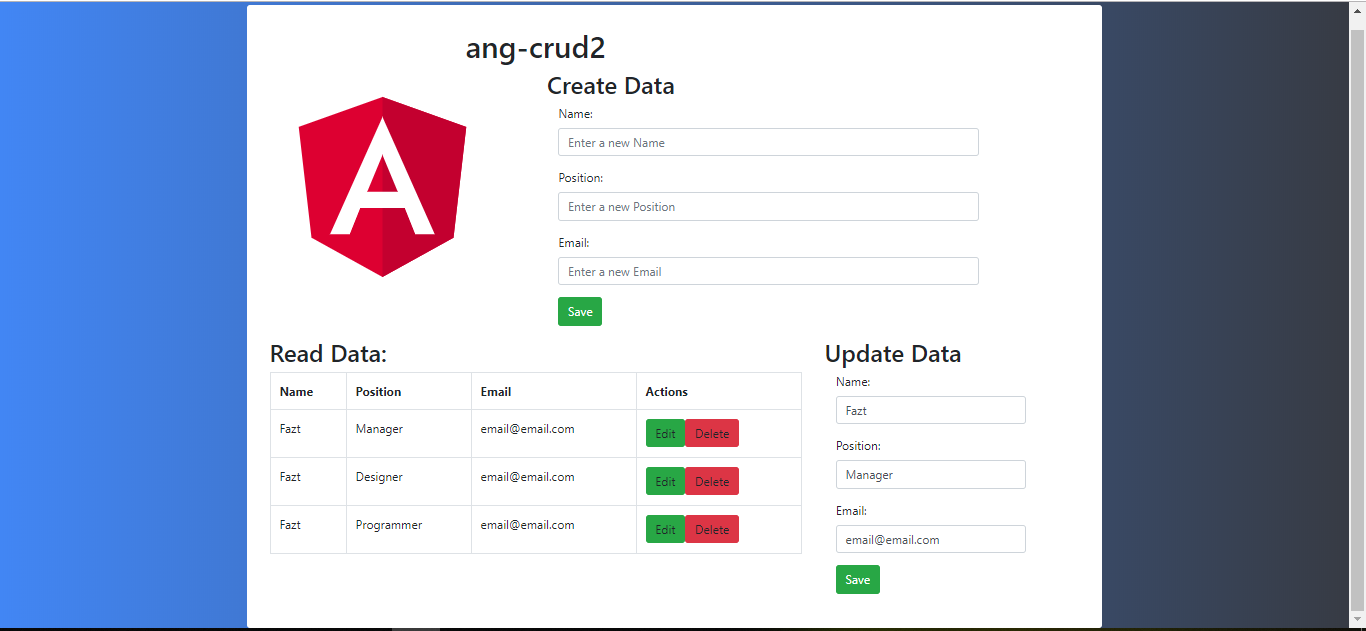 ang-crud2
A
Create Data
Name:
Enter a new Name
Position:
Enter a new Position
Email:
Enter a new Email
Save
Read Data:
Name Position Email Actions
Fazt Manager email@email.com Edit Delete
Fazt Designer email@email.com Edit Delete
Fazt Programmer email@email.com Edit Delete
Update Data
Name:
Fazt
Position:
Manager
Email:
email@email.com
Save